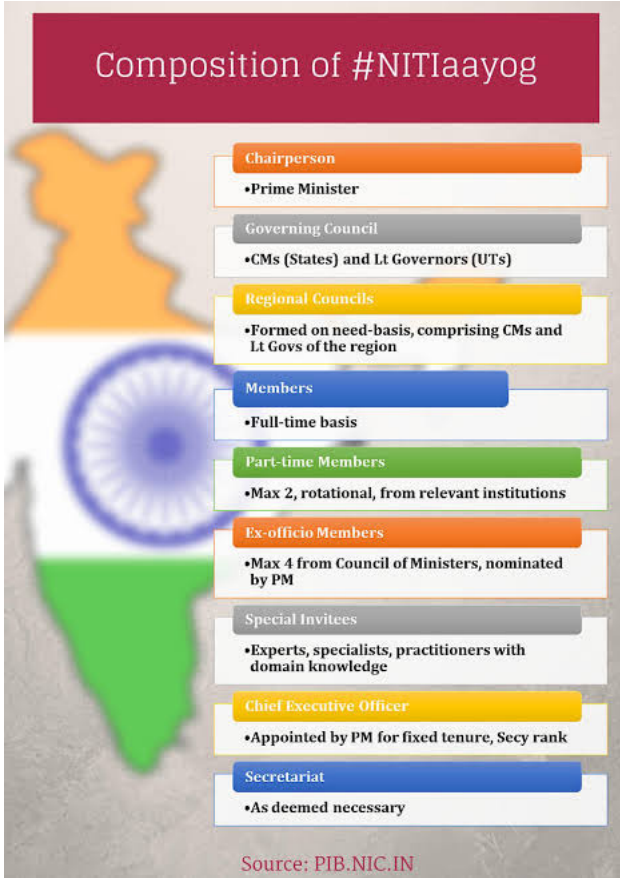 Composition of #NITIaayog
Chairperson
•Prime Minister
Governing Council
•CMs (States) and Lt Governors (UTs)
Regional Councils
•Formed on need-basis, comprising CMs and
Lt Govs of the region
Members
•Full-time basis
Part-time Members
•Max 2, rotational, from relevant institutions
Ex-officio Members
•Max 4 from Council of Ministers, nominated
by PM
Special Invitees
•Experts, specialists, practitioners with
domain knowledge
Chief Executive Officer
•Appointed by PM for fixed tenure, Secy rank
Secretariat
•As deemed necessary
Source: PIB.NIC.IN